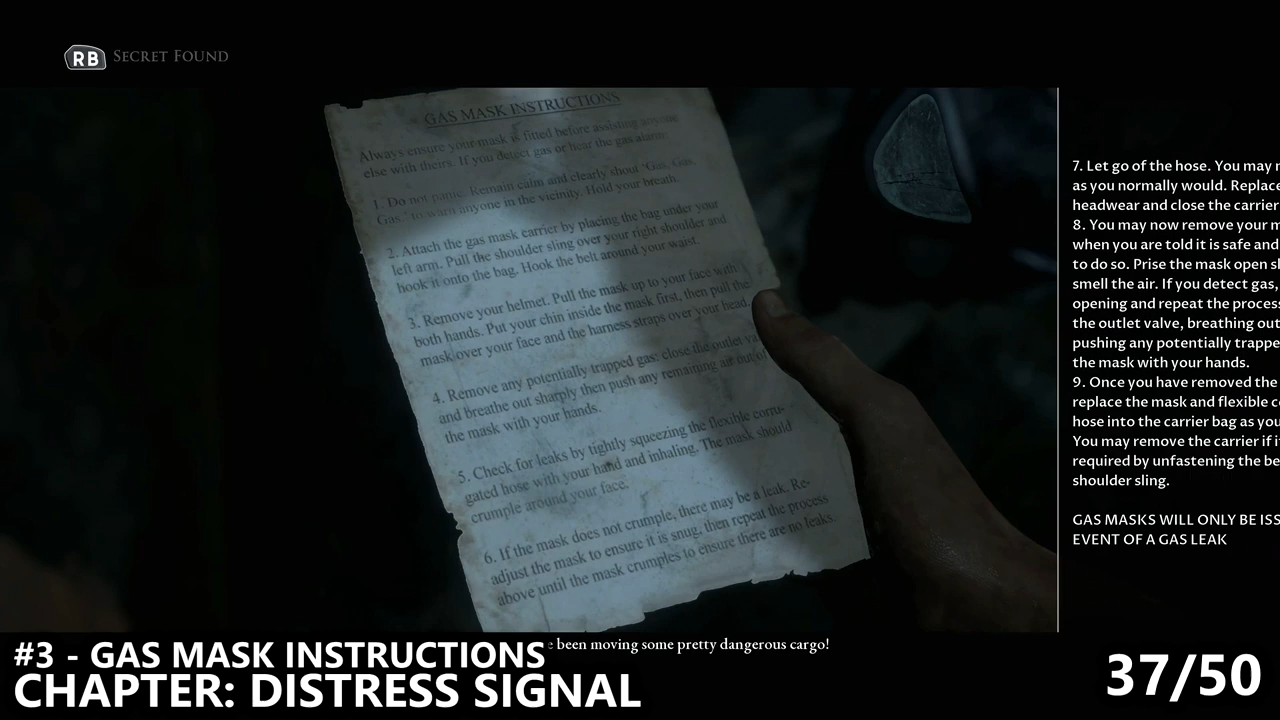 RB SECRET FOUND
GAS MASK INSTRUCTIONS
Always ensure your mask is fitted before assisting anyone
else with theirs. If you detect gas or hear the gas alarm:
1. Do not panic. Remain calm and clearly shout "Gas, Gas,
Gas," to warn anyone in the vicinity. Hold your breath.
2. Attach the gas mask carrier by placing the bag under your
left arm. Pull the shoulder sling over your right shoulder and
hook it onto the bag. Hook the belt around your waist.
3. Remove your helmet. Pull the mask up to your face with
both hands. Put your chin inside the mask first, then pull the
mask over your face and the harness straps over your head.
4. Remove any potentially trapped gas: close the outlet va
and breathe out sharply then push any remaining air out of
the mask with your hands.
5. Check for leaks by tightly squeezing the flexible corru-
gated hose with your hand and inhaling. The mask should
crumple around your face.
6. If the mask does not crumple, there may be a leak. Re-
adjust the mask to ensure it is snug, then repeat the process
above until the mask crumples to ensure there are no leaks.
7. Let go of the hose. You may
as you normally would. Replace
headwear and close the carrier
8. You may now remove your
when you are told it is safe and
to do so. Prise the mask open
smell the air. If you detect gas,
opening and repeat the process
the outlet valve, breathing out
pushing any potentially trappe
the mask with your hands.
9. Once you have removed the
replace the mask and flexible
hose into the carrier bag as you
You may remove the carrier if i
required by unfastening the be
shoulder sling.
GAS MASKS WILL ONLY BE ISS
EVENT OF A GAS LEAK
e been moving some pretty dangerous cargo!
#3 - GAS MASK INSTRUCTIONS
CHAPTER: DISTRESS SIGNAL
37/50